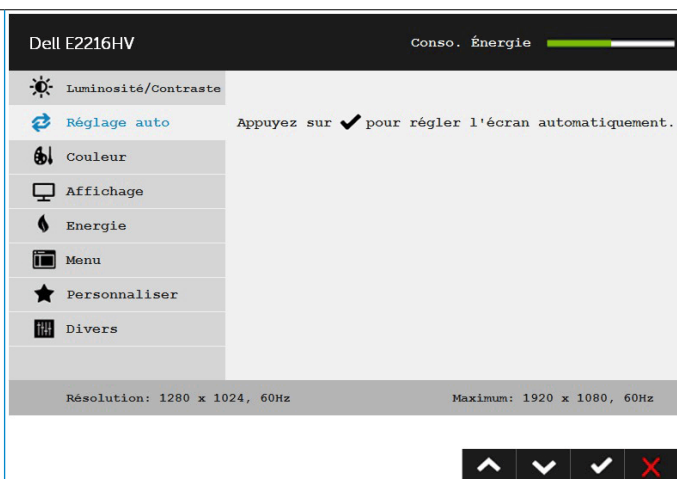 Dell E2216HV Conso. Énergie
Luminosité/Contraste
Réglage auto Appuyez sur ✔ pour régler l'écran automatiquement.
Couleur
Affichage
Energie
Menu
Personnaliser
Divers
Résolution: 1280 x 1024, 60Hz Maximum: 1920 x 1080, 60Hz